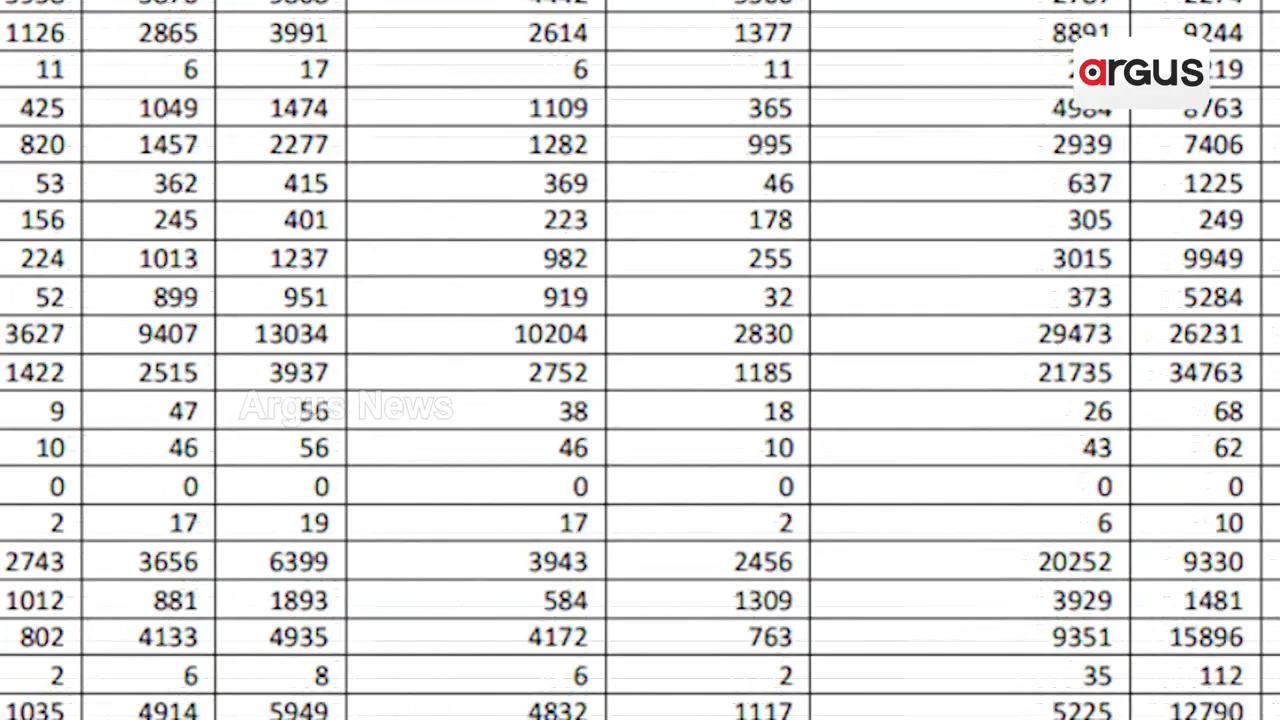 1126 2865 3991 2614 1377 8891 9244
argus
11 6 17 6 11
425 1049 1474 1109 365 4984 8763
820 1457 2277 1282 995 2939 7406
53 362 415 369 46 637 1225
156 245 401 223 178 305 249
224 1013 1237 982 255 3015 9949
52 899 951 919 32 373 5284
3627 9407 13034 10204 2830 29473 26231
1422 2515 3937 2752 1185 21735 34763
Argus News
9 47 56 38 18 26 68
10 46 56 46 10 43 62
0 0 0 0 0 0 0
2 17 19 17 2 6 10
2743 3656 6399 3943 2456 20252 9330
1012 881 1893 584 1309 3929 1481
802 4133 4935 4172 763 9351 15896
2 6 8 6 2 35 112
1035 4914 5949 4832 1117 5225 12790